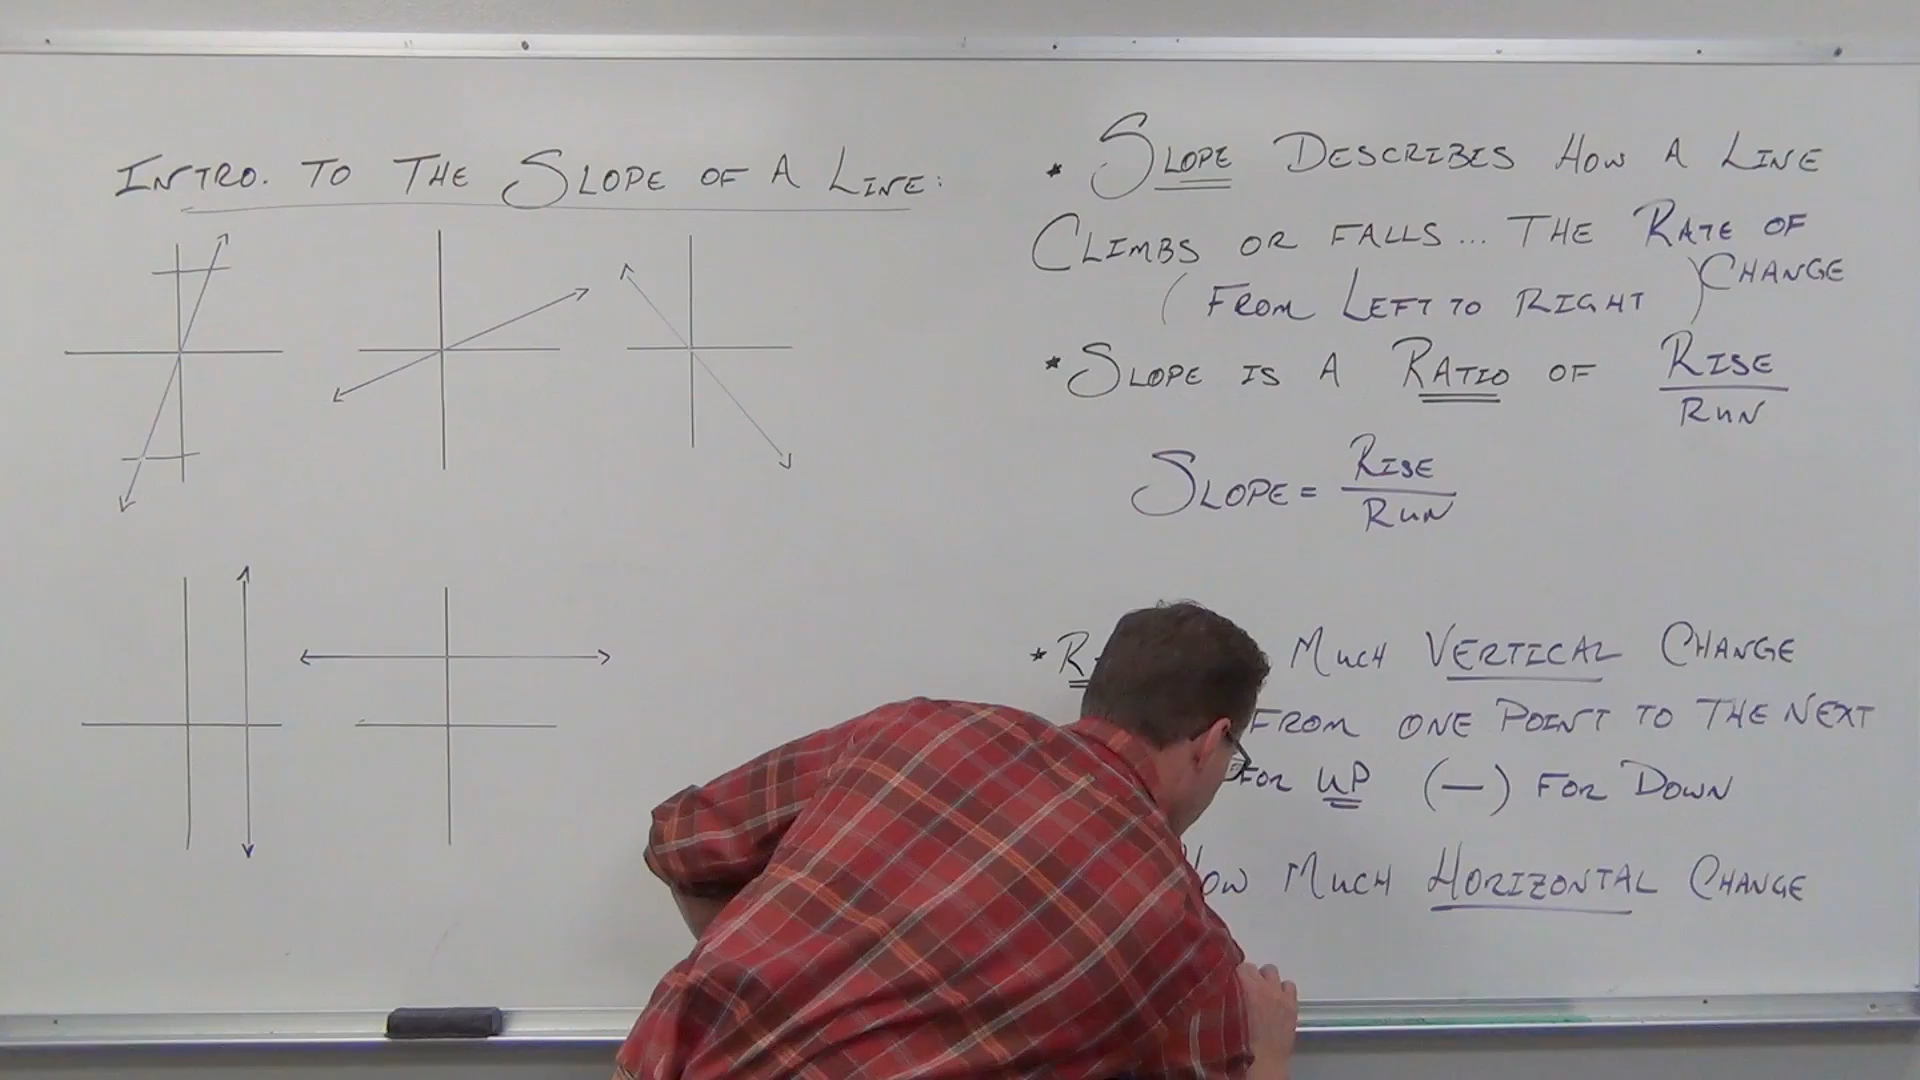 INTRO. TO THE SLOPE OF A LINE:
* SLOPE DESCRIBES HOW A LINE
CLIMBS OR FALLS... THE RATE OF
CHANGE
(FROM LEFT TO RIGHT)
* SLOPE IS A RATIO OF RISE
RUN
SLOPE = RISE
RUN
* MUCH VERTICAL CHANGE
FROM ONE POINT TO THE NEXT
FOR UP (—) FOR DOWN
MUCH HORIZONTAL CHANGE